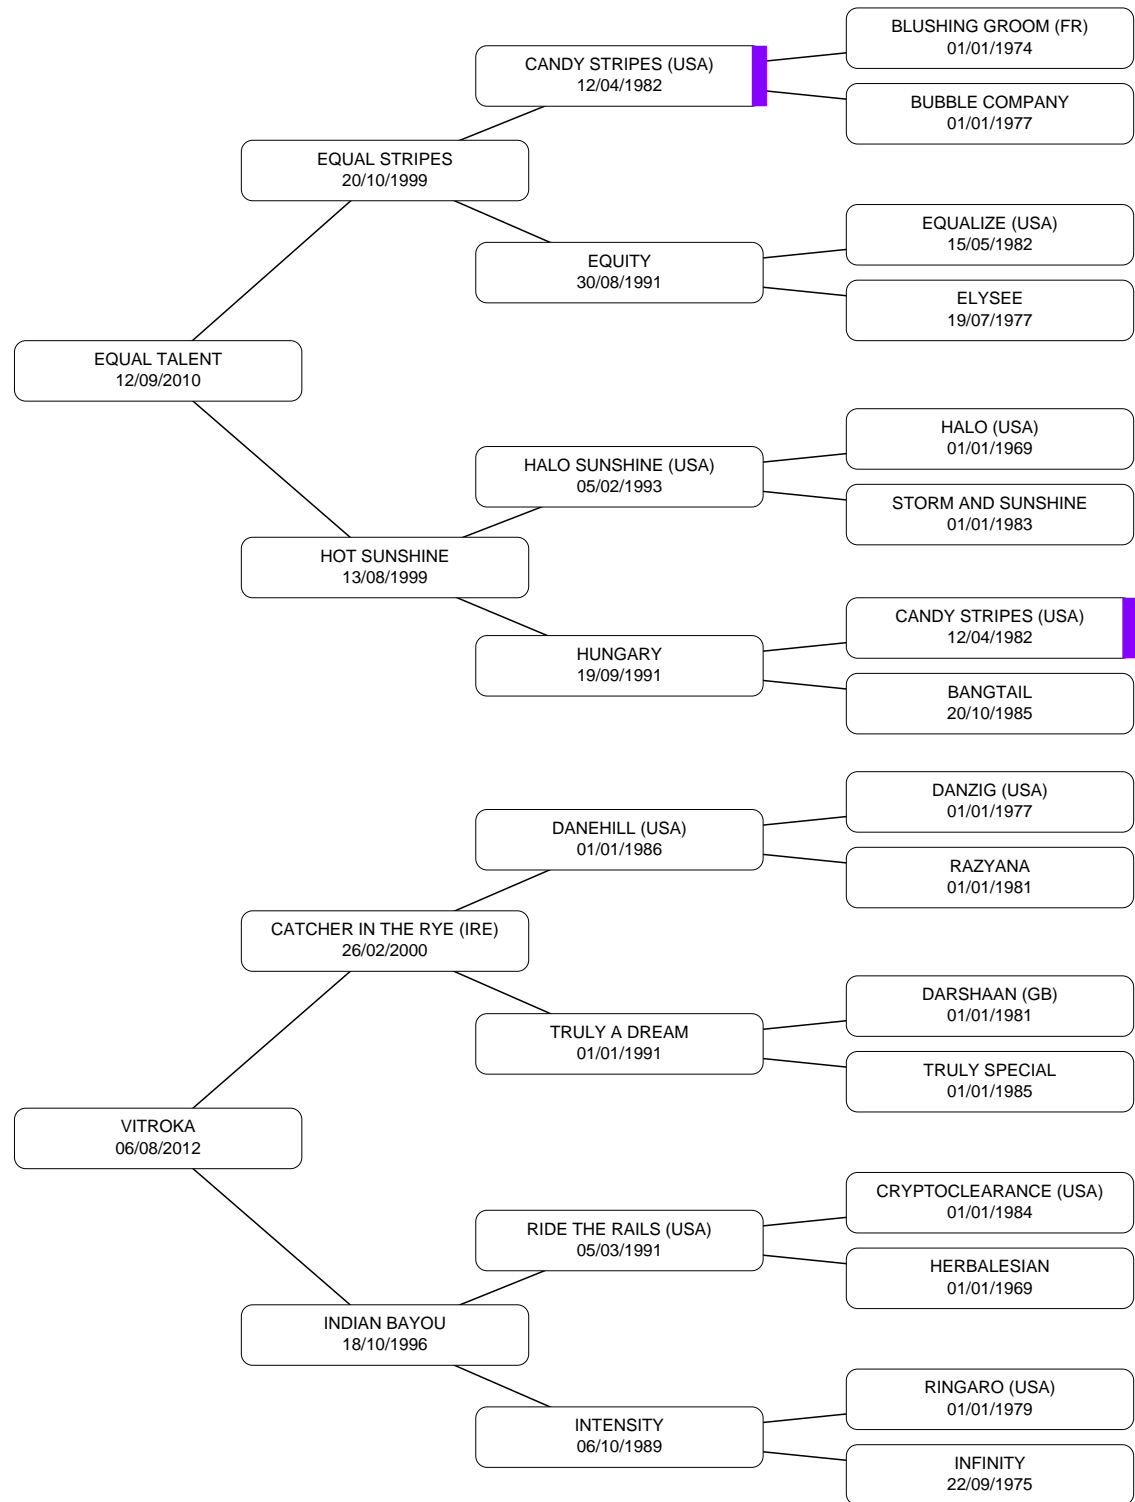 BLUSHING GROOM (FR)
01/01/1974
CANDY STRIPES (USA)
12/04/1982
BUBBLE COMPANY
01/01/1977
EQUAL STRIPES
20/10/1999
EQUALIZE (USA)
15/05/1982
EQUITY
30/08/1991
ELYSEE
19/07/1977
EQUAL TALENT
12/09/2010
HALO (USA)
01/01/1969
HALO SUNSHINE (USA)
05/02/1993
STORM AND SUNSHINE
01/01/1983
HOT SUNSHINE
13/08/1999
CANDY STRIPES (USA)
12/04/1982
HUNGARY
19/09/1991
BANGTAIL
20/10/1985
DANZIG (USA)
01/01/1977
DANEHILL (USA)
01/01/1986
RAZYANA
01/01/1981
CATCHER IN THE RYE (IRE)
26/02/2000
DARSHAAN (GB)
01/01/1981
TRULY A DREAM
01/01/1991
TRULY SPECIAL
01/01/1985
VITROKA
06/08/2012
CRYPTOCLEARANCE (USA)
01/01/1984
RIDE THE RAILS (USA)
05/03/1991
HERBALESIAN
01/01/1969
INDIAN BAYOU
18/10/1996
RINGARO (USA)
01/01/1979
INTENSITY
06/10/1989
INFINITY
22/09/1975